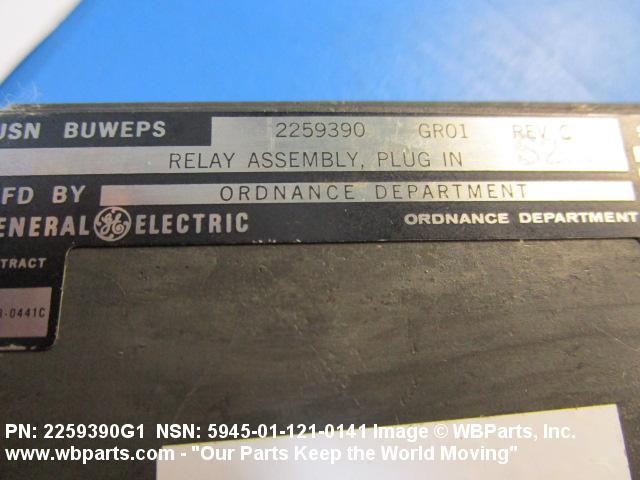 USN BUWEPS 2259390 GR01 REV C
RELAY ASSEMBLY, PLUG IN 52
FD BY ORDNANCE DEPARTMENT
ENERAL GE ELECTRIC ORDNANCE DEPARTMENT
TRACT
-0441C
PN: 2259390G1 NSN: 5945-01-121-0141 Image © WBParts, Inc.
www.wbparts.com - "Our Parts Keep the World Moving"